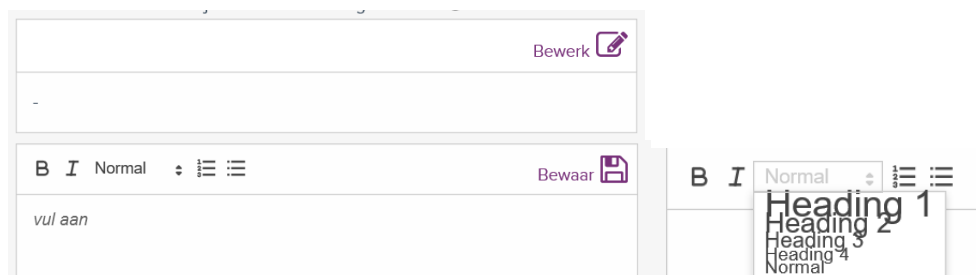 Bewerk
-
B I Normal Bewaar
vul aan
B I Normal
Heading 1
Heading 2
Heading 3
Heading 4
Normal